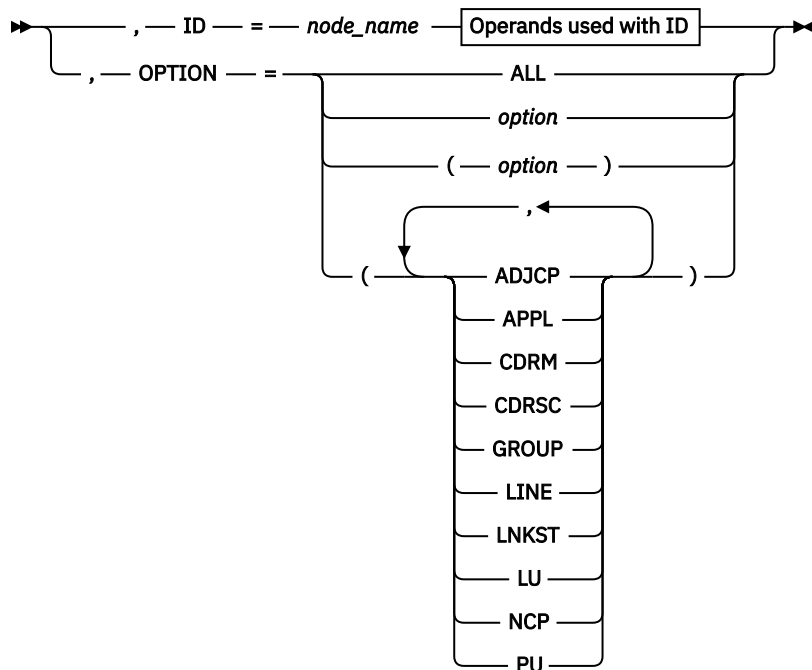 , ID = node_name Operands used with ID
, OPTION = ALL
option
( option )
,
( ADJCP )
APPL
CDRM
CDRSC
GROUP
LINE
LNKST
LU
NCP
PU